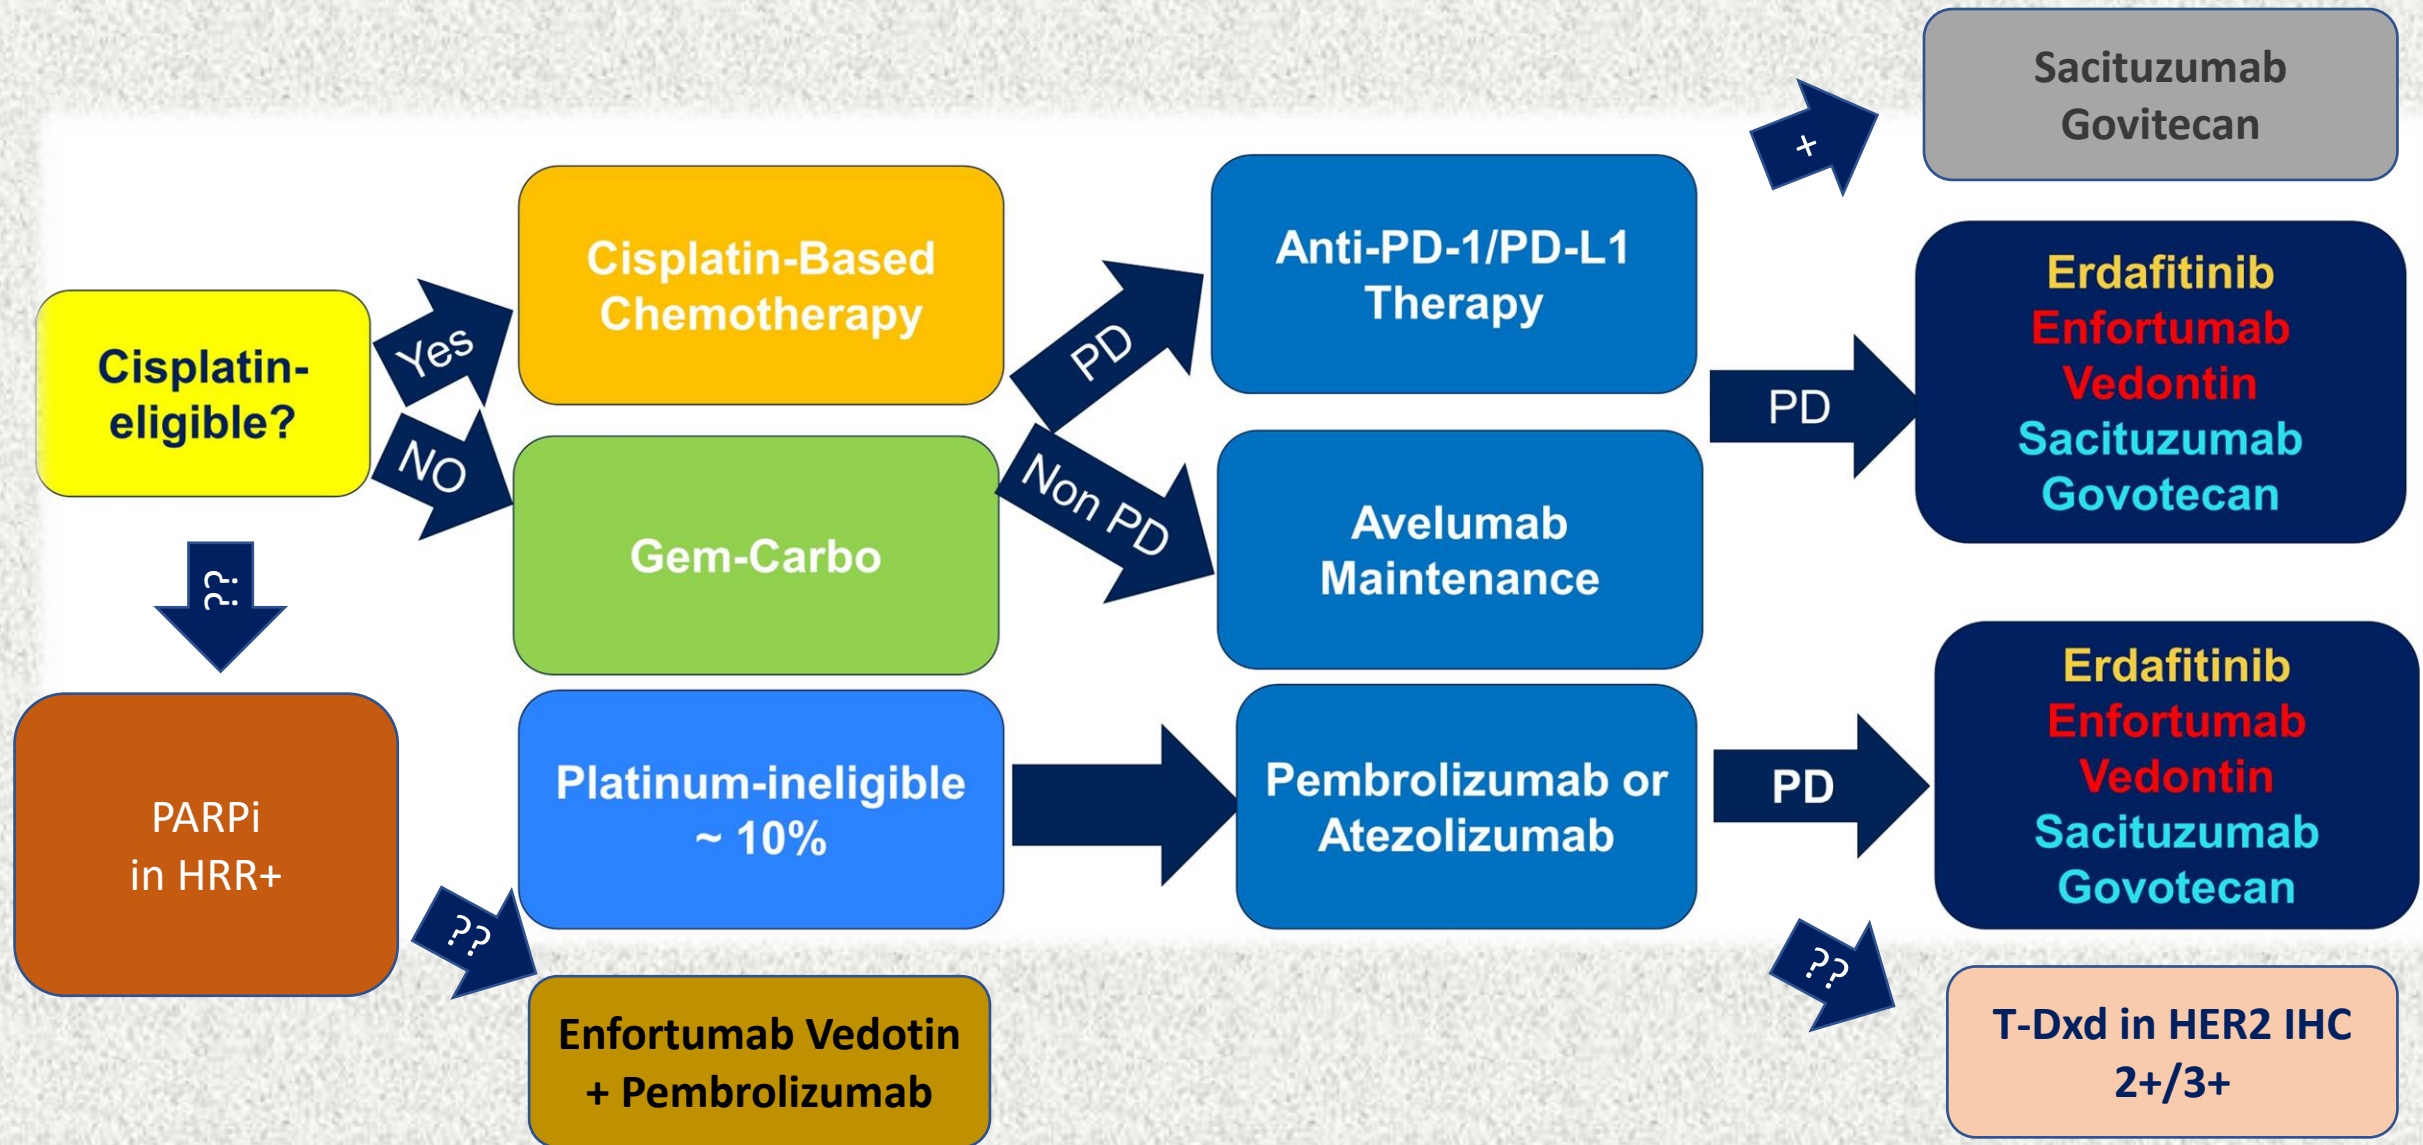 Cisplatin-
eligible?
Yes
NO
??
PARPi
in HRR+
??
Cisplatin-Based
Chemotherapy
Gem-Carbo
Platinum-ineligible
~ 10%
Enfortumab Vedotin
+ Pembrolizumab
PD
Non PD
Anti-PD-1/PD-L1
Therapy
Avelumab
Maintenance
Pembrolizumab or
Atezolizumab
+
PD
PD
??
Sacituzumab
Govitecan
Erdafitinib
Enfortumab
Vedontin
Sacituzumab
Govotecan
Erdafitinib
Enfortumab
Vedontin
Sacituzumab
Govotecan
T-Dxd in HER2 IHC
2+/3+